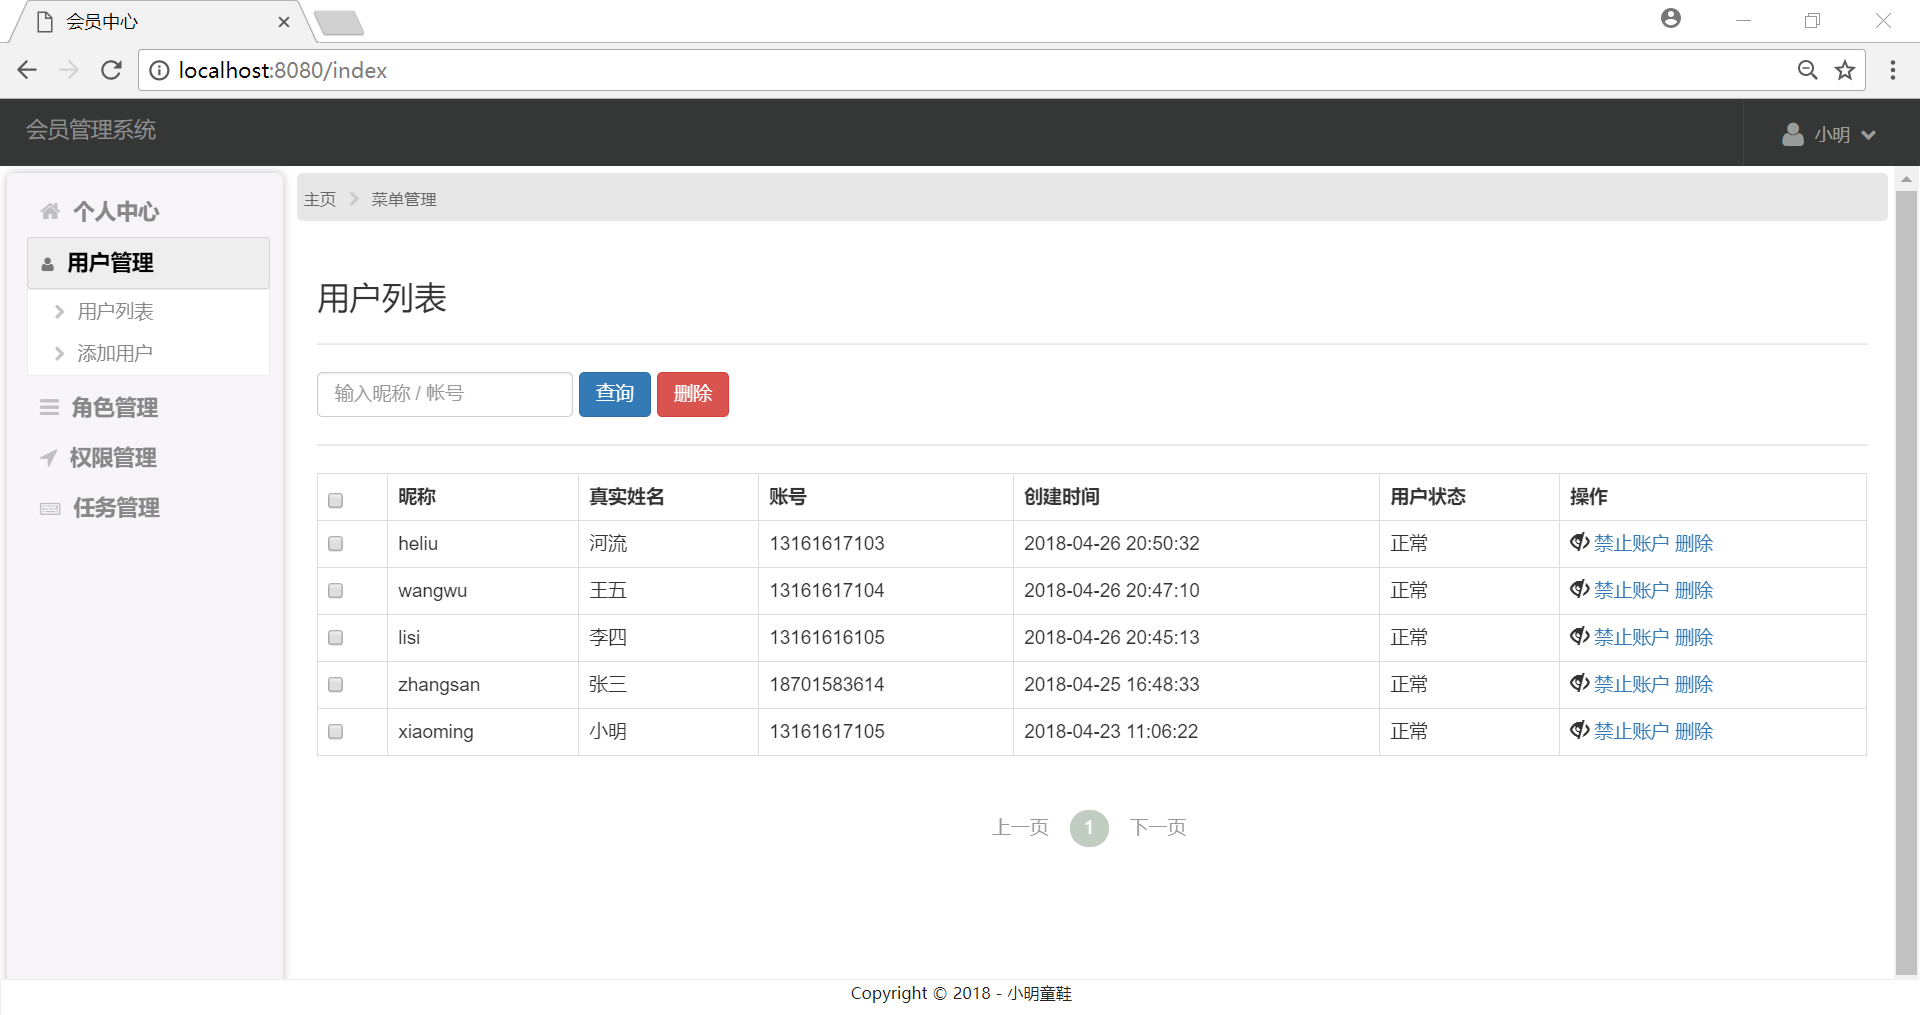 会员中心
localhost:8080/index
会员管理系统
小明
个人中心
用户管理
用户列表
添加用户
角色管理
权限管理
任务管理
主页 菜单管理
用户列表
输入昵称 / 帐号 查询 删除
昵称 真实姓名 账号 创建时间 用户状态 操作
heliu 河流 13161617103 2018-04-26 20:50:32 正常 禁止账户 删除
wangwu 王五 13161617104 2018-04-26 20:47:10 正常 禁止账户 删除
lisi 李四 13161616105 2018-04-26 20:45:13 正常 禁止账户 删除
zhangsan 张三 18701583614 2018-04-25 16:48:33 正常 禁止账户 删除
xiaoming 小明 13161617105 2018-04-23 11:06:22 正常 禁止账户 删除
上一页 1 下一页
Copyright © 2018 - 小明童鞋